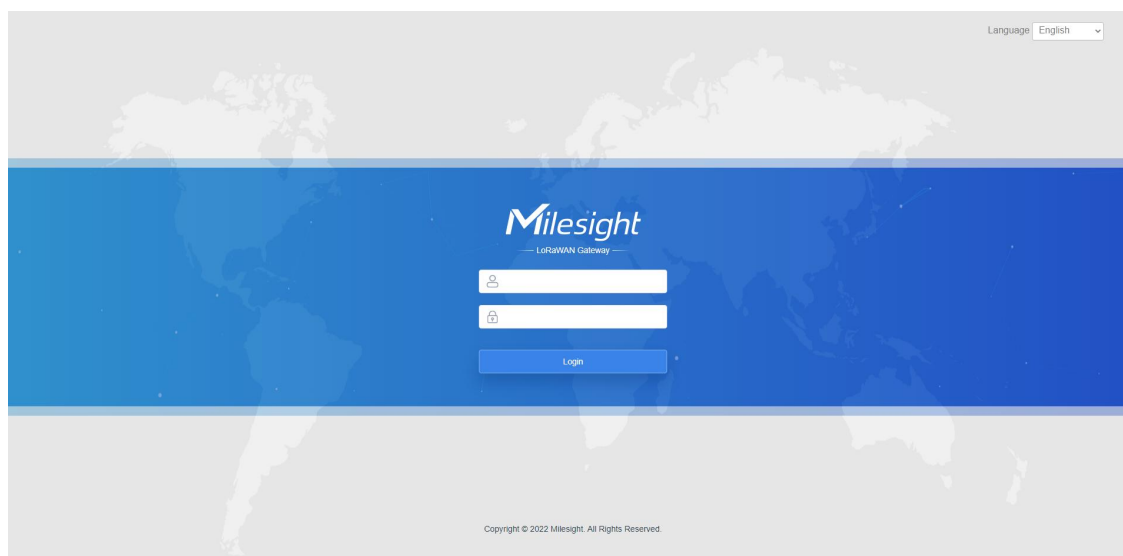 Language English
Milesight
LoRaWAN Gateway
Login
Copyright © 2022 Milesight. All Rights Reserved.